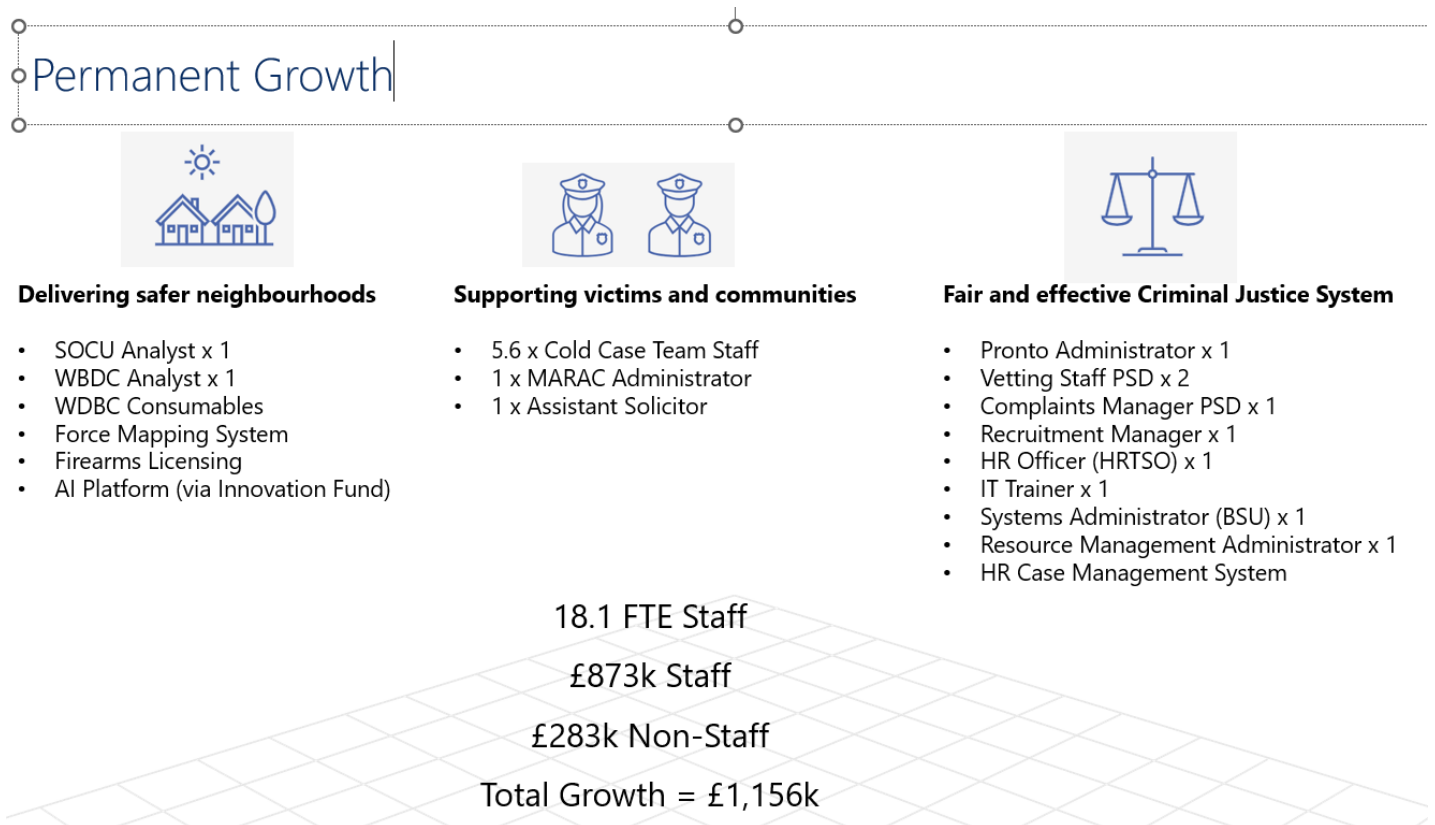 Permanent Growth
Delivering safer neighbourhoods
• SOCU Analyst x 1
• WBDC Analyst x 1
• WDBC Consumables
• Force Mapping System
• Firearms Licensing
• AI Platform (via Innovation Fund)
Supporting victims and communities
• 5.6 x Cold Case Team Staff
• 1 x MARAC Administrator
• 1 x Assistant Solicitor
Fair and effective Criminal Justice System
• Pronto Administrator x 1
• Vetting Staff PSD x 2
• Complaints Manager PSD x 1
• Recruitment Manager x 1
• HR Officer (HRTSO) x 1
• IT Trainer x 1
• Systems Administrator (BSU) x 1
• Resource Management Administrator x 1
• HR Case Management System
18.1 FTE Staff
£873k Staff
£283k Non-Staff
Total Growth = £1,156k